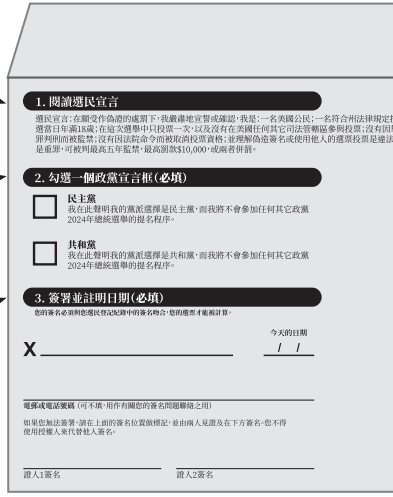 1. 閱讀選民宣言
選民宣言:在願受作偽證的處罰下,我嚴肅地宣誓或確認,我是:一名美國公民;一名符合州法律規定
選當日年滿18歲;在這次選舉中只投票一次,以及沒有在美國任何其它司法管轄區參與投票;沒有因
罪判刑而被監禁;沒有因法院命令而被取消投票資格;並理解偽造簽名或使用他人的選票投票是違法
是重罪,可被判最高五年監禁,最高罰款$10,000,或兩者併罰。
2. 勾選一個政黨宣言框(必填)
民主黨
我在此聲明我的黨派選擇是民主黨,而我將不會參加任何其它政黨
2024年總統選舉的提名程序。
共和黨
我在此聲明我的黨派選擇是共和黨,而我將不會參加任何其它政黨
2024年總統選舉的提名程序。
3. 簽署並註明日期(必填)
您的簽名必須與您選民登記紀錄中的簽名吻合,您的選票才能被計算。
今天的日期
X / /
電郵或電話號碼 (可不填,用作有關您的簽名問題聯絡之用)
如果您無法簽署,請在上面的簽名位置做標記,並由兩人見證及在下方簽名。您不得
使用授權人來代替他人簽名。
證人1簽名 證人2簽名